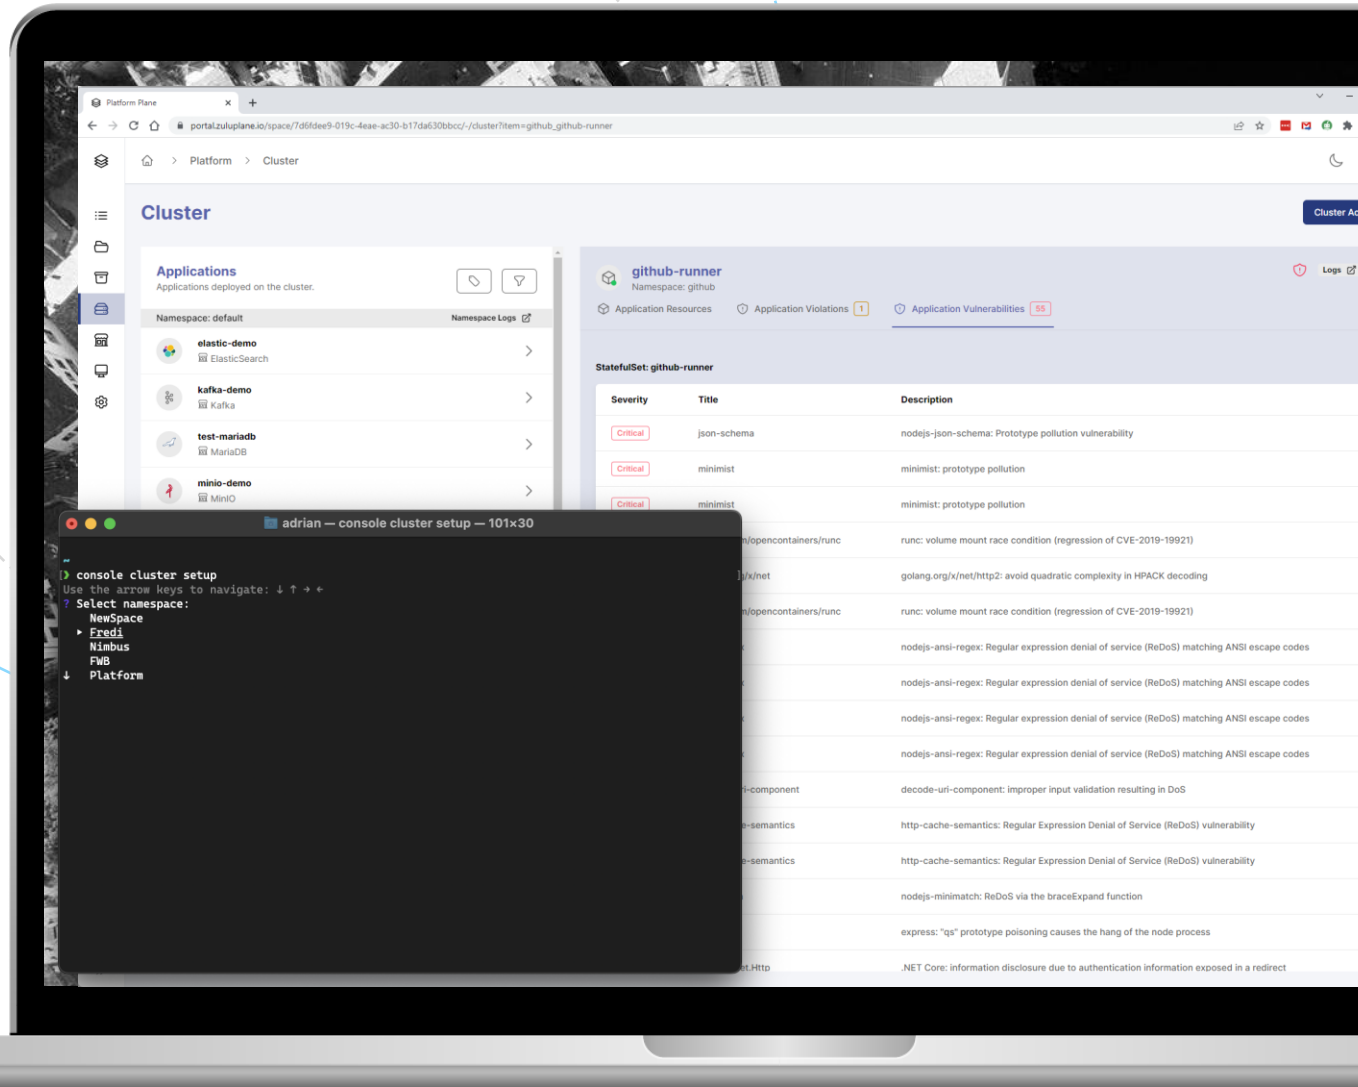 Platform Plane
portal.zuluplane.io/space/7d6fdee9-019c-4eae-ac30-b17da630bbcc/-/cluster?item=github_github-runner
Platform > Cluster
Cluster
Cluster Ac
Applications
Applications deployed on the cluster.
Namespace: default
Namespace Logs
elastic-demo
ElasticSearch
kafka-demo
Kafka
test-mariadb
MariaDB
minio-demo
MinIO
github-runner
Namespace: github
Logs
Application Resources
Application Violations 1
Application Vulnerabilities 55
StatefulSet: github-runner
Severity Title Description
Critical json-schema nodejs-json-schema: Prototype pollution vulnerability
Critical minimist minimist: prototype pollution
Critical minimist minimist: prototype pollution
m/opencontainers/runc runc: volume mount race condition (regression of CVE-2019-19921)
g/x/net golang.org/x/net/http2: avoid quadratic complexity in HPACK decoding
m/opencontainers/runc runc: volume mount race condition (regression of CVE-2019-19921)
nodejs-ansi-regex: Regular expression denial of service (ReDoS) matching ANSI escape codes
nodejs-ansi-regex: Regular expression denial of service (ReDoS) matching ANSI escape codes
nodejs-ansi-regex: Regular expression denial of service (ReDoS) matching ANSI escape codes
nodejs-ansi-regex: Regular expression denial of service (ReDoS) matching ANSI escape codes
i-component decode-uri-component: improper input validation resulting in DoS
e-semantics http-cache-semantics: Regular Expression Denial of Service (ReDoS) vulnerability
e-semantics http-cache-semantics: Regular Expression Denial of Service (ReDoS) vulnerability
nodejs-minimatch: ReDoS via the braceExpand function
express: "qs" prototype poisoning causes the hang of the node process
et.Http .NET Core: information disclosure due to authentication information exposed in a redirect
adrian — console cluster setup — 101×30
~
❯ console cluster setup
Use the arrow keys to navigate: ↓ ↑ → ←
? Select namespace:
NewSpace
▸ Fredi
Nimbus
FWB
↓ Platform